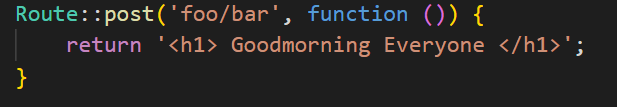 Route::post('foo/bar', function ()) {
    return '<h1> Goodmorning Everyone </h1>';
}